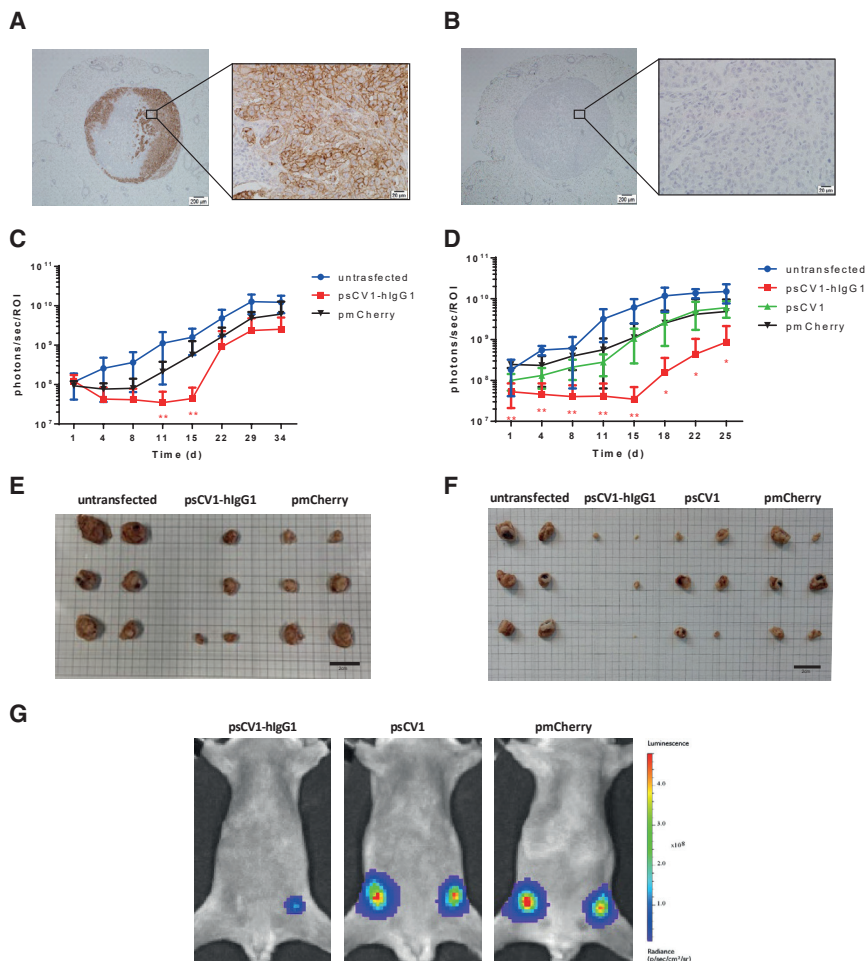 A
B
200 µm
20 µm
200 µm
20 µm
C
D
10¹¹
10¹⁰
10⁹
10⁸
10⁷
photons/sec/ROI
untransfected
psCV1-hIgG1
pmCherry
** **
1 4 8 11 15 22 29 34
Time (d)
10¹¹
10¹⁰
10⁹
10⁸
10⁷
photons/sec/ROI
untransfected
psCV1-hIgG1
psCV1
pmCherry
** ** ** ** ** * * *
1 4 8 11 15 18 22 25
Time (d)
E
F
untransfected psCV1-hIgG1 pmCherry
untransfected psCV1-hIgG1 psCV1 pmCherry
G
psCV1-hIgG1 psCV1 pmCherry
Luminescence
4.0
3.0
×10⁸
2.0
1.0
Radiance
(p/sec/cm²/sr)